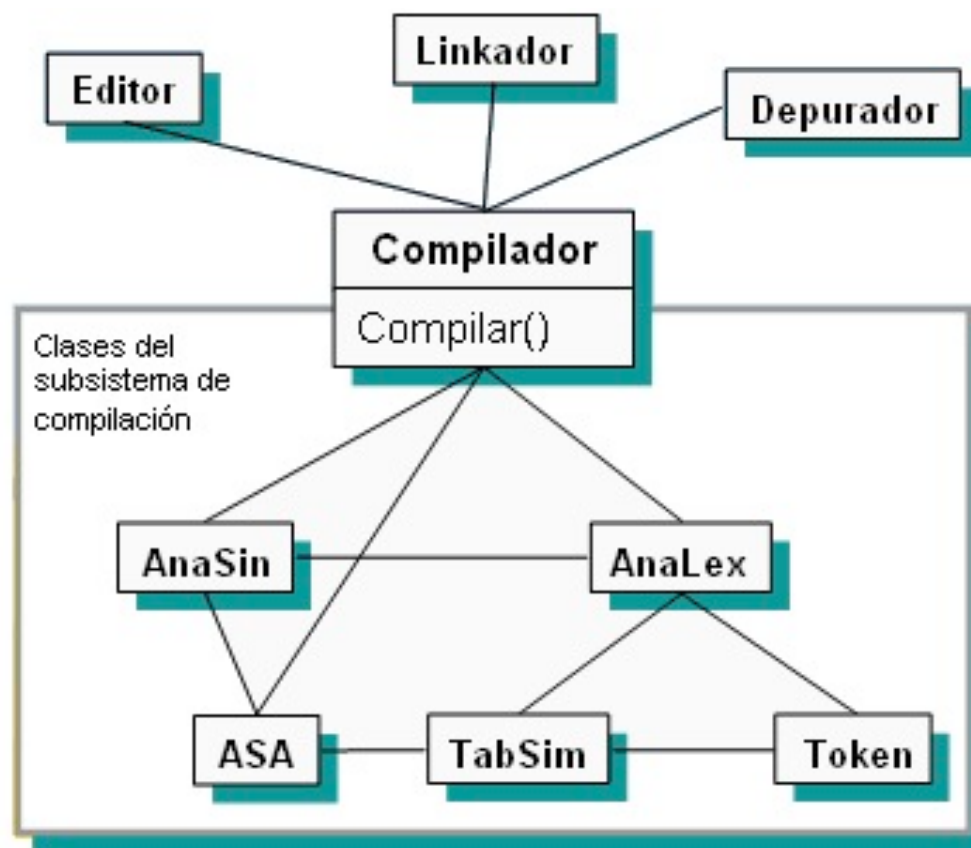 Editor
Linkador
Depurador
Compilador
Compilar()
Clases del
subsistema de
compilación
AnaSin
AnaLex
ASA
TabSim
Token